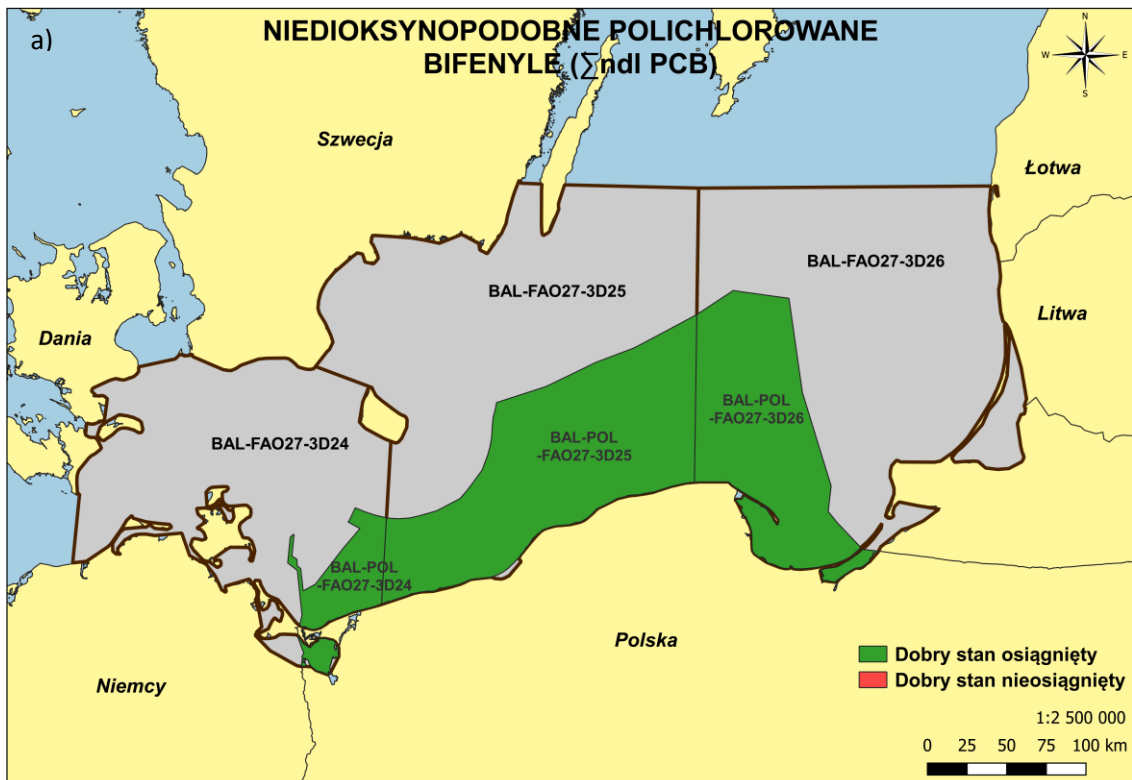 a)
NIEDIOKSYNOPODOBNE POLICHLOROWANE
BIFENYLE (∑ndl PCB)
N
W
E
S
Szwecja
Łotwa
BAL-FAO27-3D26
BAL-FAO27-3D25
Litwa
Dania
BAL-POL
-FAO27-3D26
BAL-FAO27-3D24
BAL-POL
-FAO27-3D25
BAL-POL
-FAO27-3D24
Polska
Niemcy
Dobry stan osiągnięty
Dobry stan nieosiągnięty
1:2 500 000
0 25 50 75 100 km